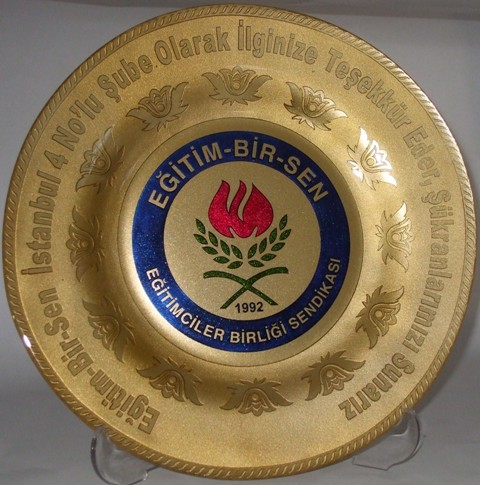 Eğitim-Bir-Sen İstanbul 4 No'lu Şube Olarak İlginize Teşekkür Eder, Şükranlarımızı Sunarız
EĞİTİM-BİR-SEN
1992
EĞİTİMCİLER BİRLİĞİ SENDİKASI